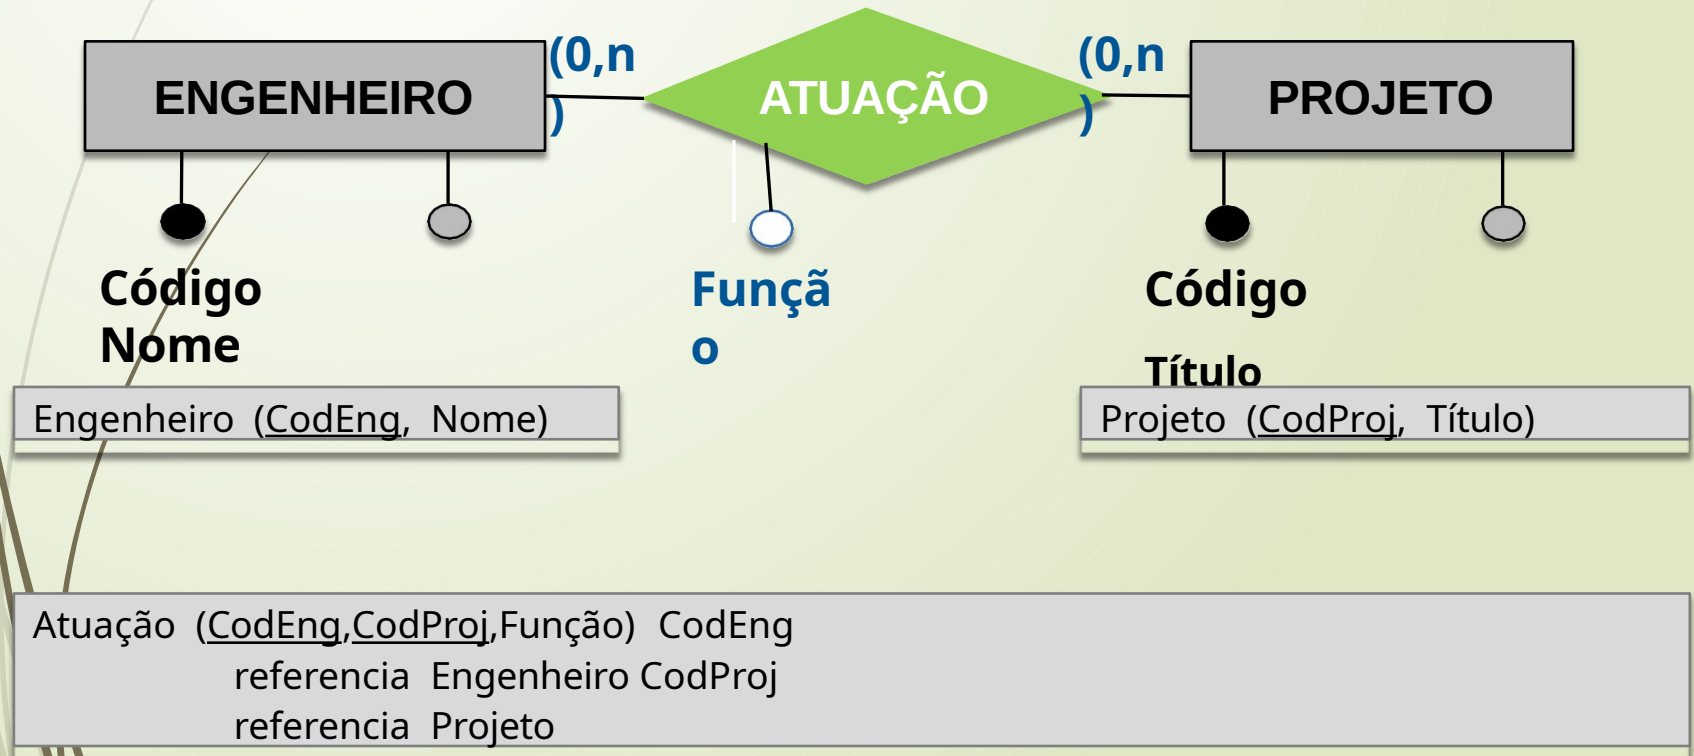 ENGENHEIRO
(0,n
)
ATUAÇÃO
(0,n
)
PROJETO
Código
Nome
Funçã
o
Código
Título
Engenheiro (CodEng, Nome)
Projeto (CodProj, Título)
Atuação (CodEng,CodProj,Função) CodEng
referencia Engenheiro CodProj
referencia Projeto